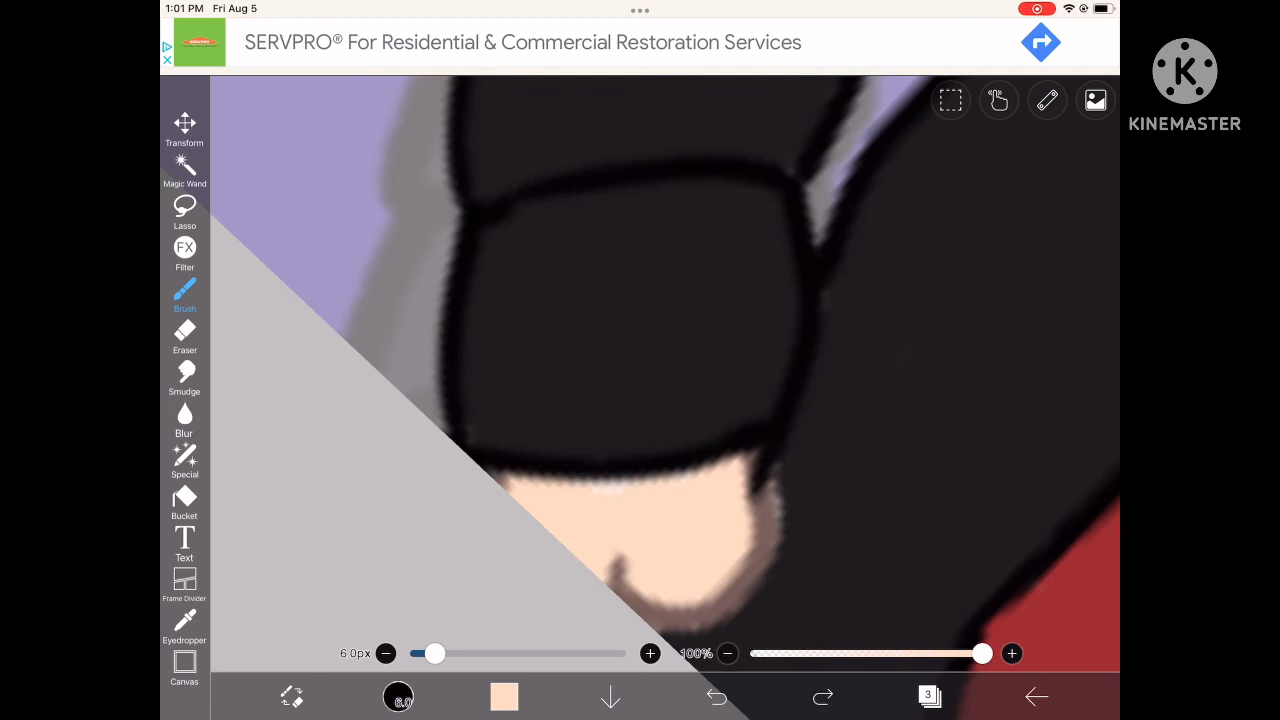 1:01 PM Fri Aug 5
SERVPRO® For Residential & Commercial Restoration Services
KINEMASTER
Transform
Magic Wand
Lasso
FX
Filter
Brush
Eraser
Smudge
Blur
Special
Bucket
T
Text
Frame Divider
Eyedropper
Canvas
6.0px
100%
6.0
3